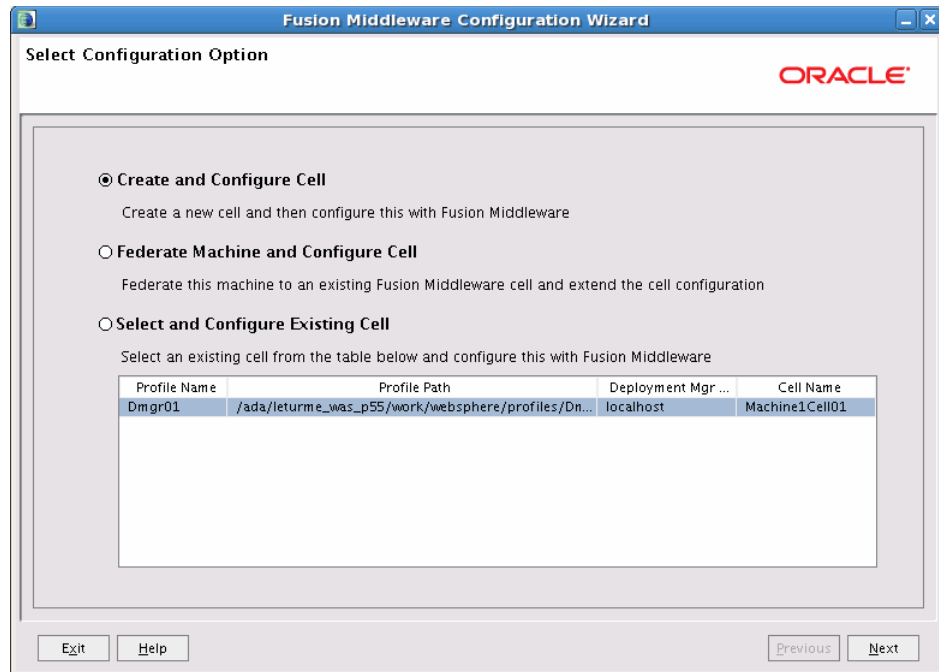 Fusion Middleware Configuration Wizard
Select Configuration Option
ORACLE
Create and Configure Cell
Create a new cell and then configure this with Fusion Middleware
Federate Machine and Configure Cell
Federate this machine to an existing Fusion Middleware cell and extend the cell configuration
Select and Configure Existing Cell
Select an existing cell from the table below and configure this with Fusion Middleware
Profile Name Profile Path Deployment Mgr ... Cell Name
Dmgr01 /ada/leturme_was_p55/work/websphere/profiles/Dn... localhost Machine1Cell01
Exit Help Previous Next